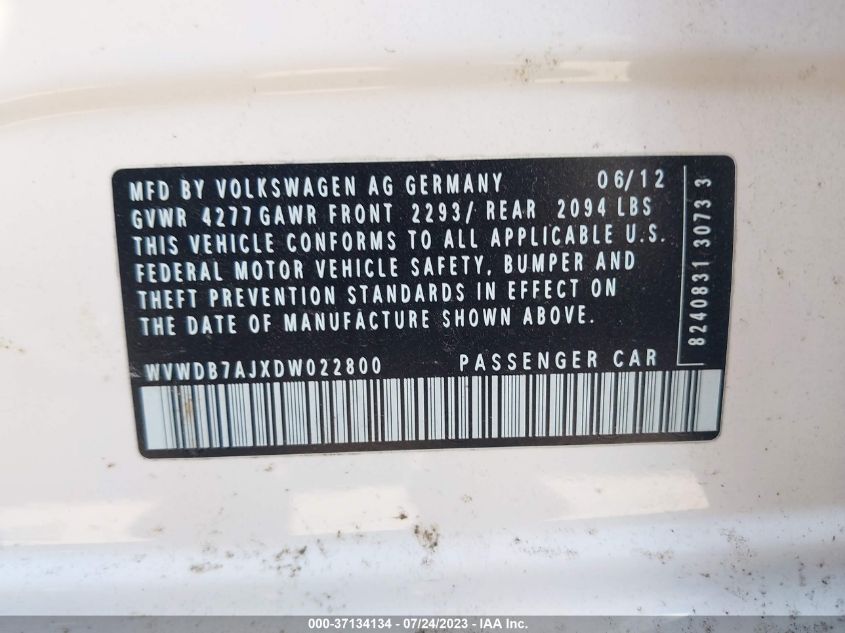 MFD BY VOLKSWAGEN AG GERMANY 06/12
GVWR 4277 GAWR FRONT 2293/ REAR 2094 LBS
THIS VEHICLE CONFORMS TO ALL APPLICABLE U.S.
FEDERAL MOTOR VEHICLE SAFETY, BUMPER AND
THEFT PREVENTION STANDARDS IN EFFECT ON
THE DATE OF MANUFACTURE SHOWN ABOVE.
WVWDB7AJXDW022800 PASSENGER CAR
8240831 3073 3
000-37134134 - 07/24/2023 - IAA Inc.